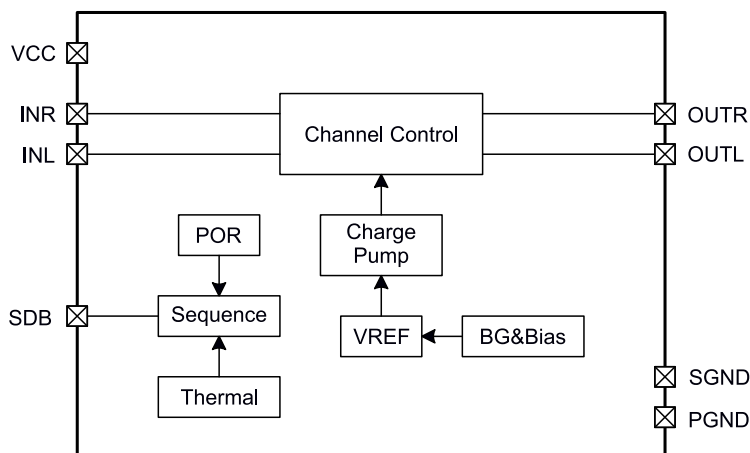 VCC
INR
INL
Channel Control
OUTR
OUTL
POR
Charge
Pump
SDB
Sequence
VREF
BG&Bias
Thermal
SGND
PGND